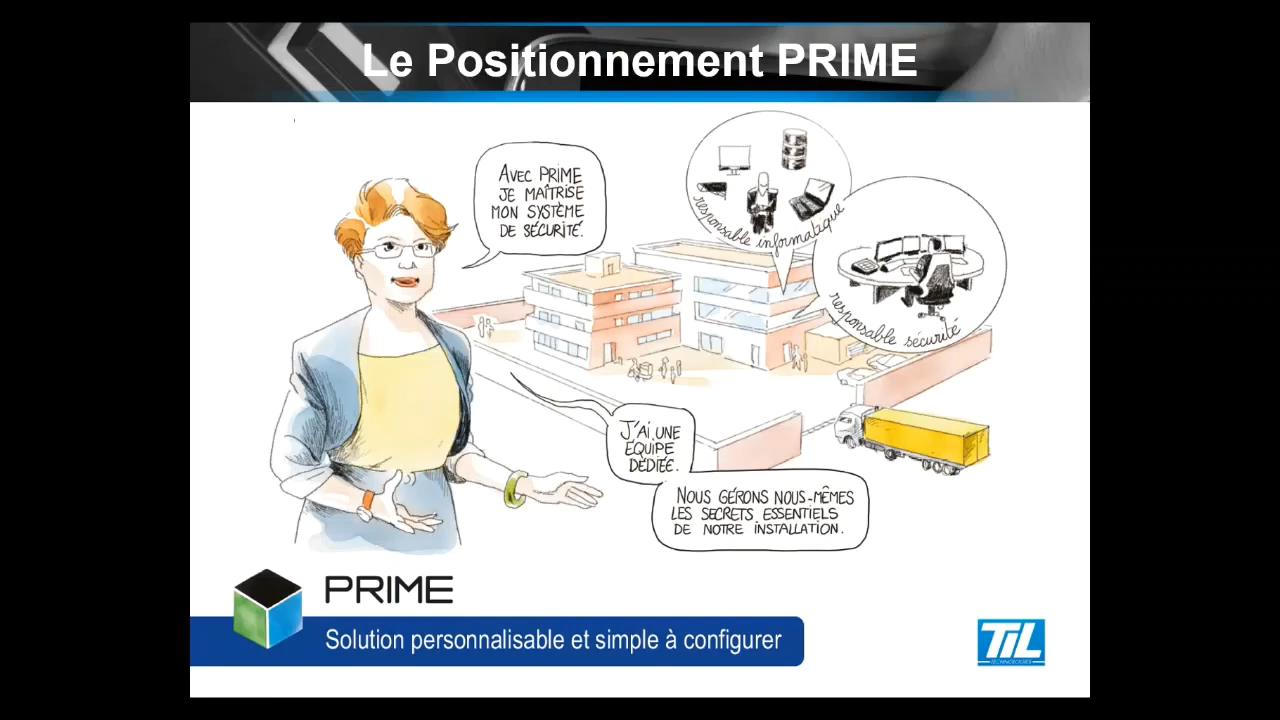 Le Positionnement PRIME
AVEC PRIME
JE MAÎTRISE
MON SYSTÈME
DE SÉCURITÉ.
responsable informatique
responsable sécurité
J'AI UNE
ÉQUIPE
DÉDIÉE.
NOUS GÉRONS NOUS-MÊMES
LES SECRETS ESSENTIELS
DE NOTRE INSTALLATION.
PRIME
Solution personnalisable et simple à configurer
TIL
TECHNOLOGIES